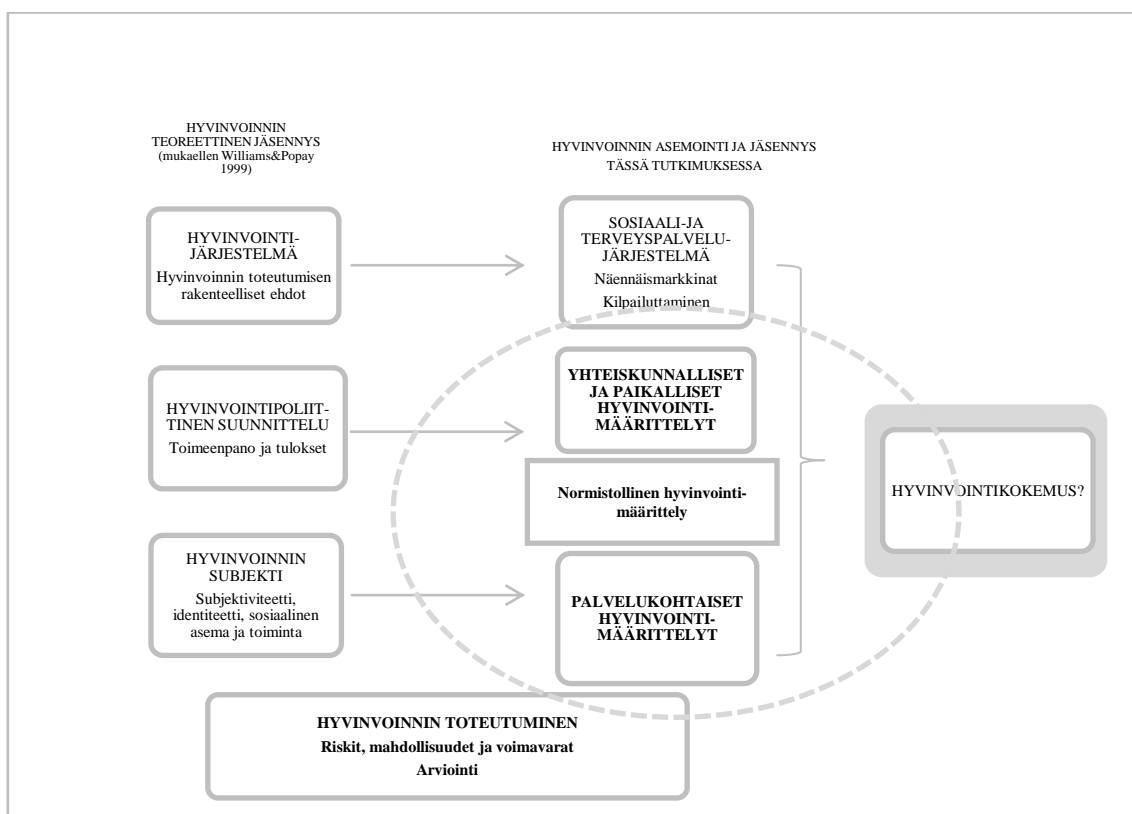 HYVINVOINNIN
TEOREETTINEN JÄSENNYS
(mukaellen Williams&Popay
1999)
HYVINVOINNIN ASEMOINTI JA JÄSENNYS
TÄSSÄ TUTKIMUKSESSA
HYVINVOINTI-
JÄRJESTELMÄ
Hyvinvoinnin toteutumisen
rakenteelliset ehdot
SOSIAALI-JA
TERVEYSPALVELU-
JÄRJESTELMÄ
Näennäismarkkinat
Kilpailuttaminen
HYVINVOINTIPOLIIT-
TINEN SUUNNITTELU
Toimeenpano ja tulokset
YHTEISKUNNALLISET
JA PAIKALLISET
HYVINVOINTI-
MÄÄRITTELYT
Normistollinen hyvinvointi-
määrittely
HYVINVOINTIKOKEMUS?
HYVINVOINNIN
SUBJEKTI
Subjektiviteetti,
identiteetti, sosiaalinen
asema ja toiminta
PALVELUKOHTAISET
HYVINVOINTI-
MÄÄRITTELYT
HYVINVOINNIN TOTEUTUMINEN
Riskit, mahdollisuudet ja voimavarat
Arviointi